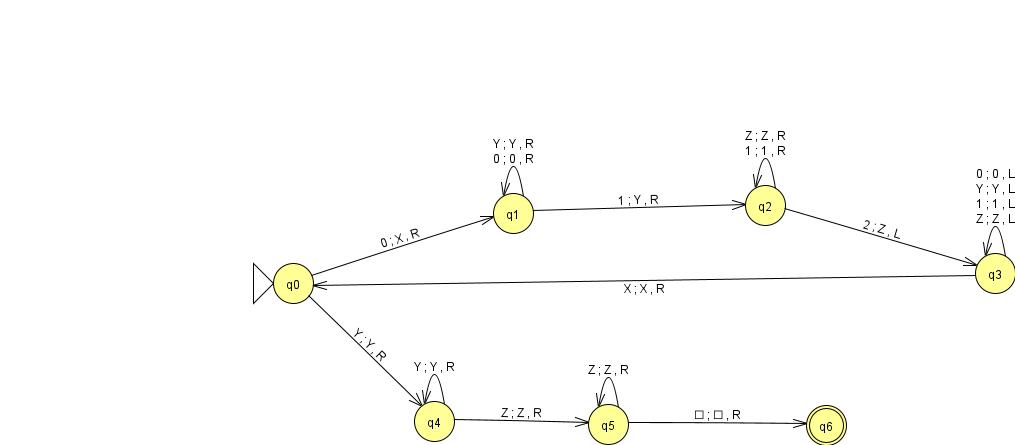 Z ; Z , R
1 ; 1 , R
Y ; Y , R
0 ; 0 , R
0 ; 0 , L
Y ; Y , L
1 ; 1 , L
Z ; Z , L
q1
1 ; Y , R
q2
0 ; X , R
2 ; Z , L
q3
q0
X ; X , R
Y ; Y , R
Y ; Y , R
Z ; Z , R
q4
Z ; Z , R
q5
□ ; □ , R
q6